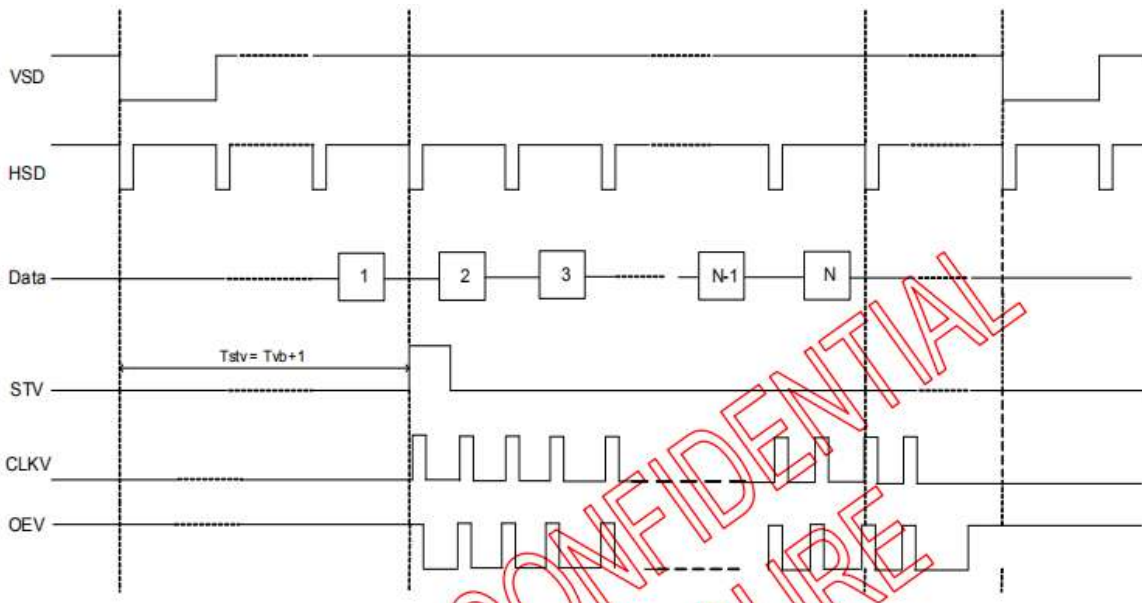 VSD
HSD
Data 1 2 3 N-1 N
Tstv= Tvb+1
STV
CLKV
OEV
CONFIDENTIAL